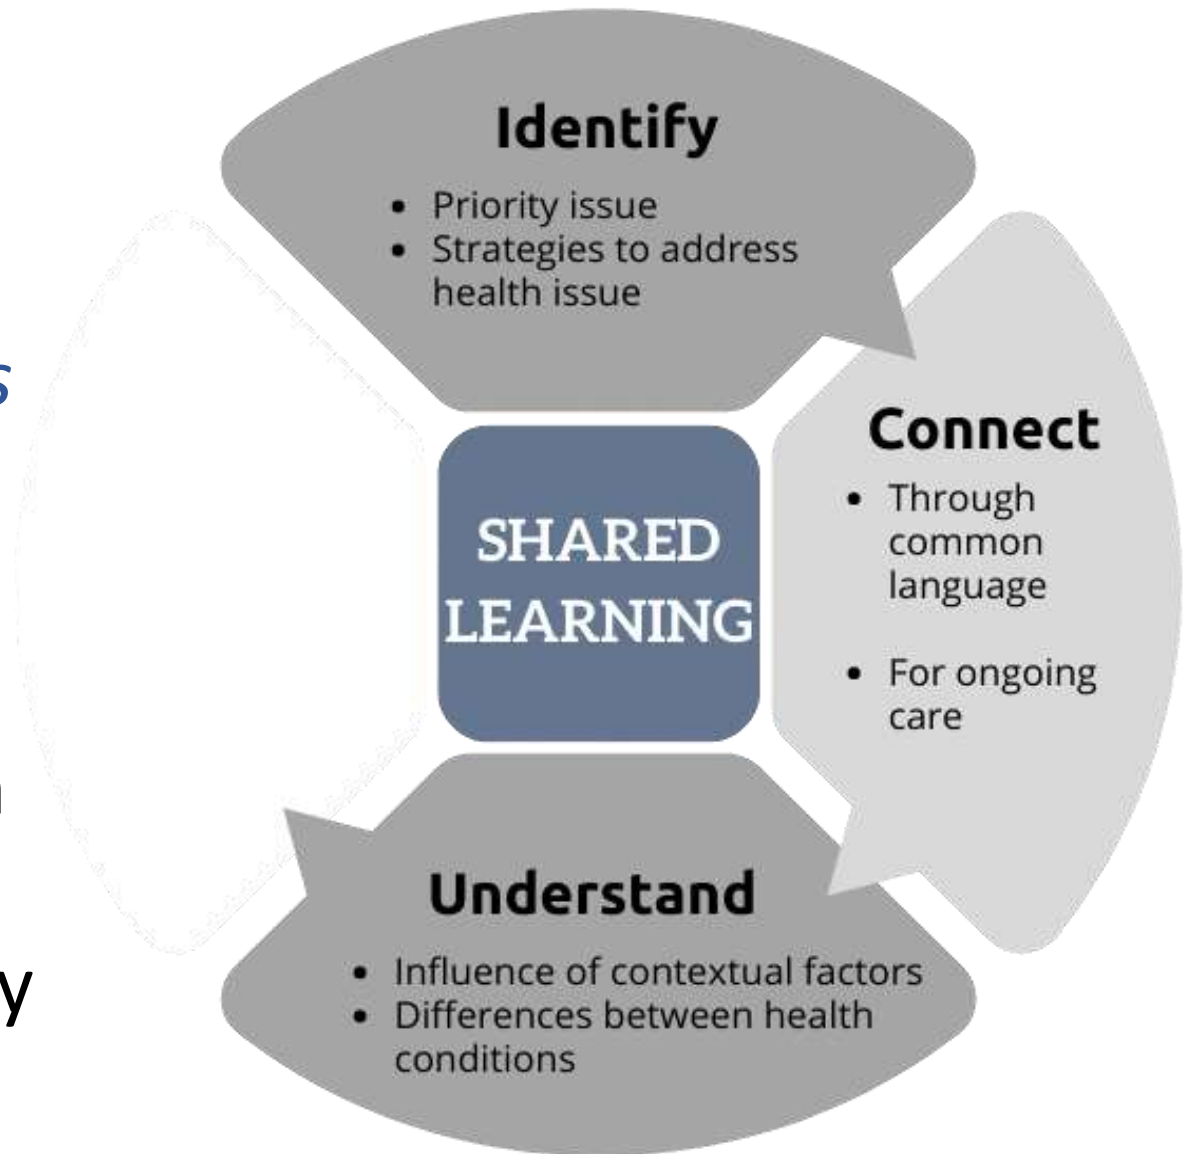 Identify
• Priority issue
• Strategies to address
health issue
s
Connect
• Through
common
language
SHARED
LEARNING
• For ongoing
care
Understand
y
• Influence of contextual factors
• Differences between health
conditions